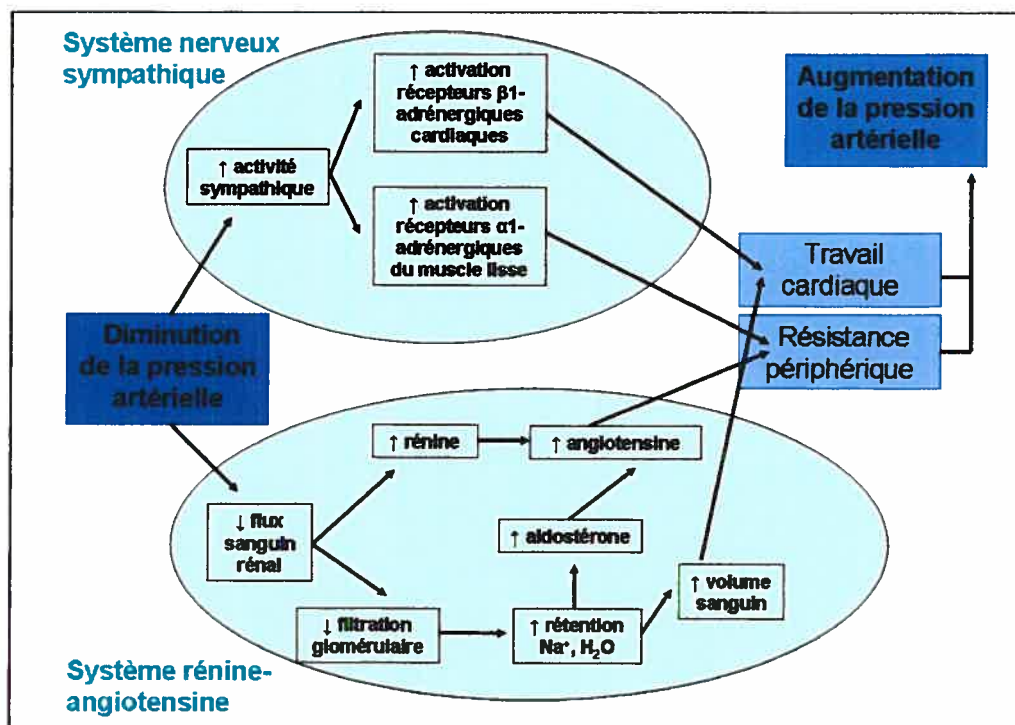 Système nerveux
sympathique
↑ activation
récepteurs β1-
adrénergiques
cardiaques
↑ activité
sympathique
↑ activation
récepteurs α1-
adrénergiques
du muscle lisse
Augmentation
de la pression
artérielle
Travail
cardiaque
Résistance
périphérique
Diminution
de la pression
artérielle
↑ rénine
↑ angiotensine
↓ flux
sanguin
rénal
↑ aldostérone
↑ volume
sanguin
↓ filtration
glomérulaire
↑ rétention
Na⁺, H₂O
Système rénine-
angiotensine